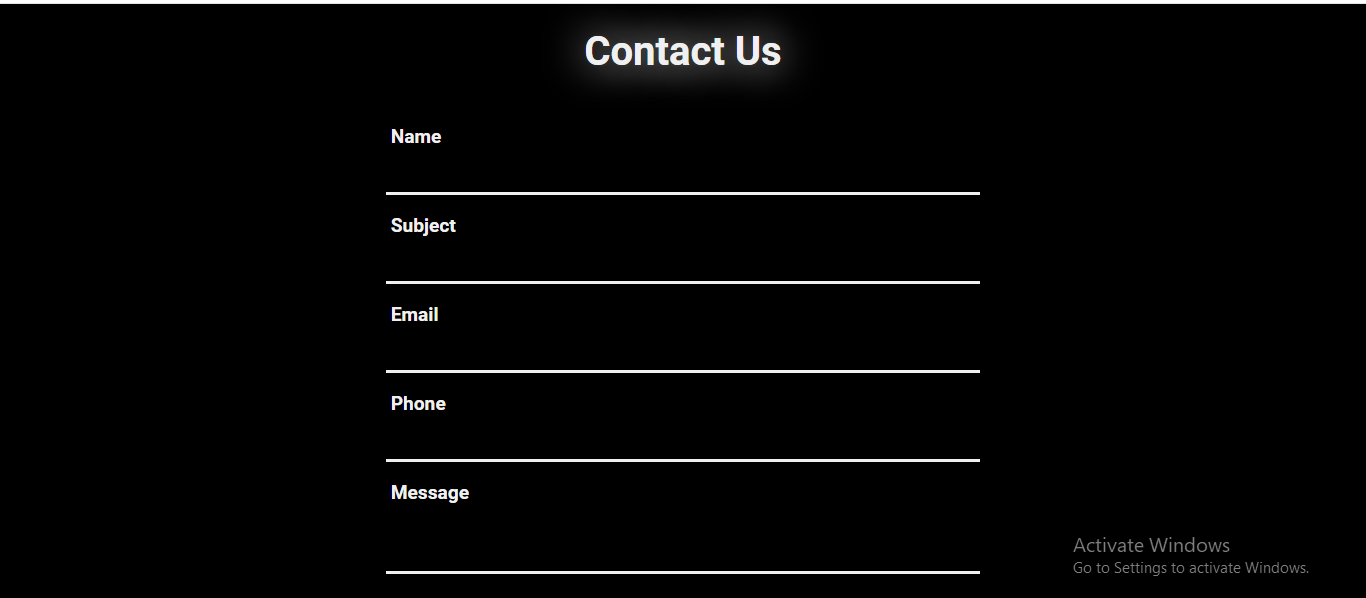 Contact Us
Name
Subject
Email
Phone
Message
Activate Windows
Go to Settings to activate Windows.